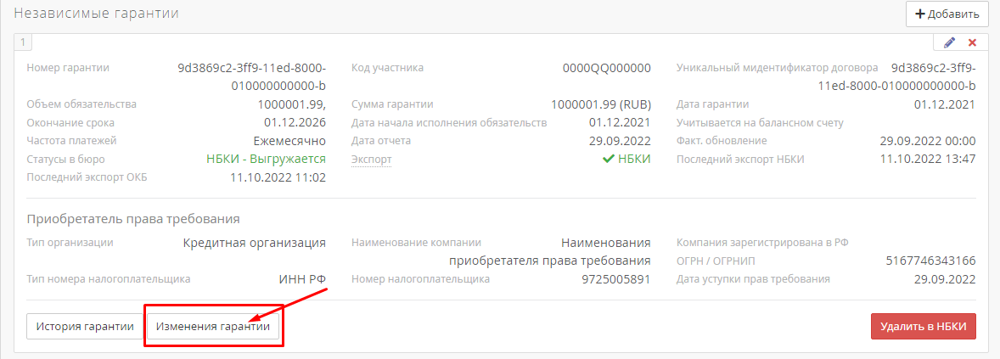 Независимые гарантии
Добавить
1
Номер гарантии 9d3869c2-3ff9-11ed-8000-010000000000-b
Код участника 0000QQ000000
Уникальный мидентификатор договора 9d3869c2-3ff9-11ed-8000-010000000000-b
Объем обязательства 1000001.99,
Сумма гарантии 1000001.99 (RUB)
Дата гарантии 01.12.2021
Окончание срока 01.12.2026
Дата начала исполнения обязательств 01.12.2021
Учитывается на балансном счету
Частота платежей Ежемесячно
Дата отчета 29.09.2022
Факт. обновление 29.09.2022 00:00
Статусы в бюро НБКИ - Выгружается
Экспорт НБКИ
Последний экспорт НБКИ 11.10.2022 13:47
Последний экспорт ОКБ 11.10.2022 11:02
Приобретатель права требования
Тип организации Кредитная организация
Наименование компании Наименования приобретателя права требования
Компания зарегистрирована в РФ
ОГРН / ОГРНИП 5167746343166
Тип номера налогоплательщика ИНН РФ
Номер налогоплательщика 9725005891
Дата уступки прав требования 29.09.2022
История гарантии
Изменения гарантии
Удалить в НБКИ